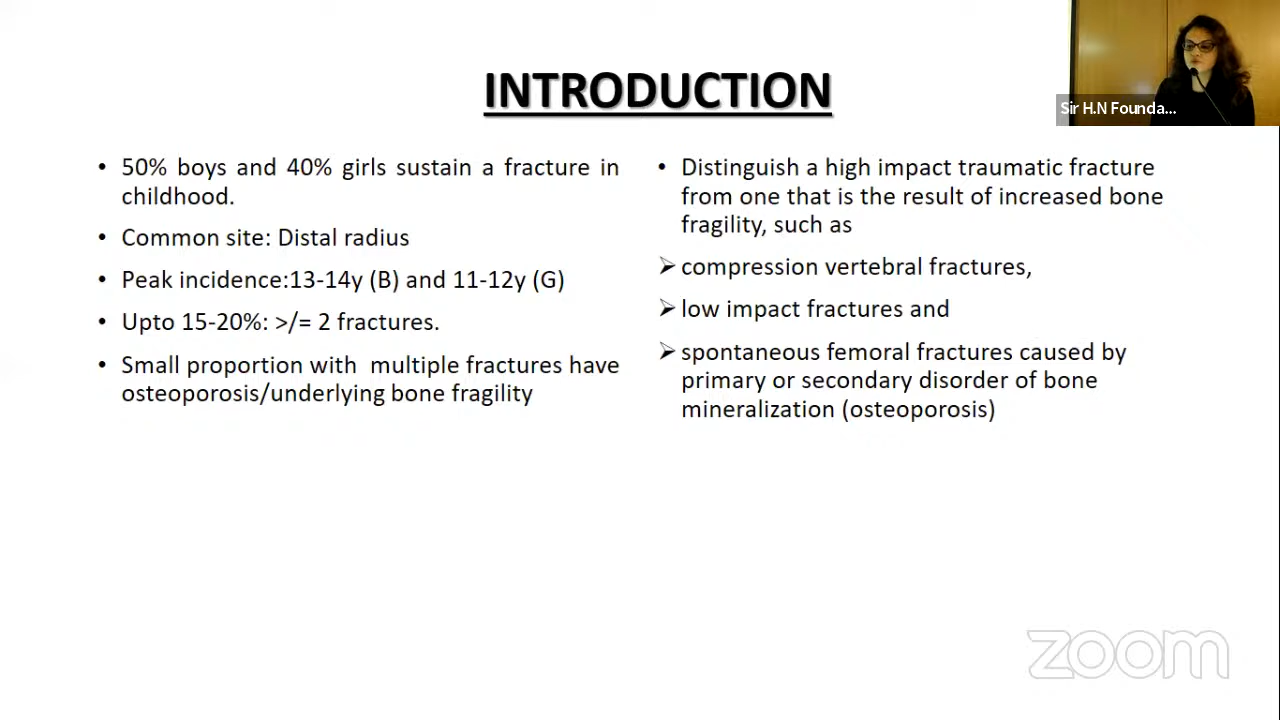 INTRODUCTION
• 50% boys and 40% girls sustain a fracture in
childhood.
• Common site: Distal radius
• Peak incidence:13-14y (B) and 11-12y (G)
• Upto 15-20%: >/= 2 fractures.
• Small proportion with multiple fractures have
osteoporosis/underlying bone fragility
• Distinguish a high impact traumatic fracture
from one that is the result of increased bone
fragility, such as
➢ compression vertebral fractures,
➢ low impact fractures and
➢ spontaneous femoral fractures caused by
primary or secondary disorder of bone
mineralization (osteoporosis)
Sir H.N Founda...
zoom